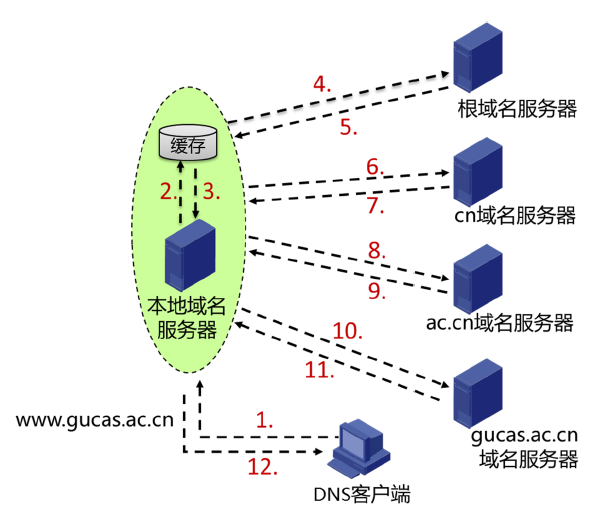 4.
5.
根域名服务器
缓存
2.
3.
6.
7.
cn域名服务器
本地域名
服务器
8.
9.
ac.cn域名服务器
10.
11.
gucas.ac.cn
域名服务器
www.gucas.ac.cn
1.
12.
DNS客户端